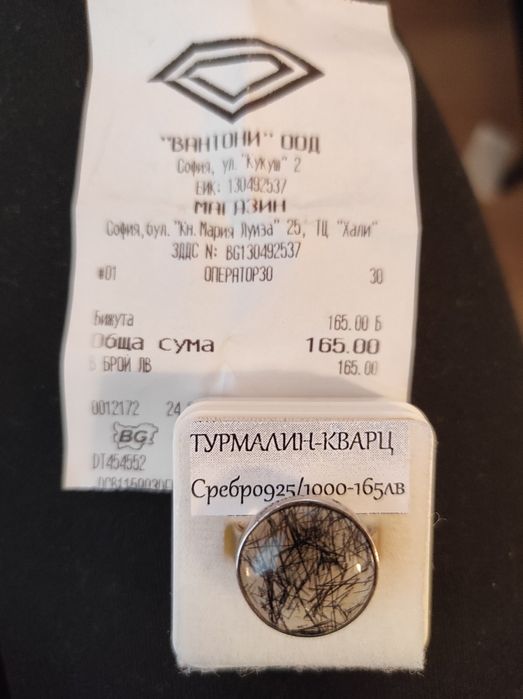 "ВАНТОНИ" ООД
София, ул. "Кукуш" 2
ЕИК: 130492537
МАГАЗИН
София, бул. "Кн. Мария Луиза" 25, ТЦ "Хали"
ЗДДС N: BG130492537
#01 ОПЕРАТОР30 30
Бижута 165.00 Б
Обща сума 165.00
В БРОЙ ЛВ 165.00
0012172 24
BG
DT454552
ТУРМАЛИН-КВАРЦ
Сребро925/1000-165лв